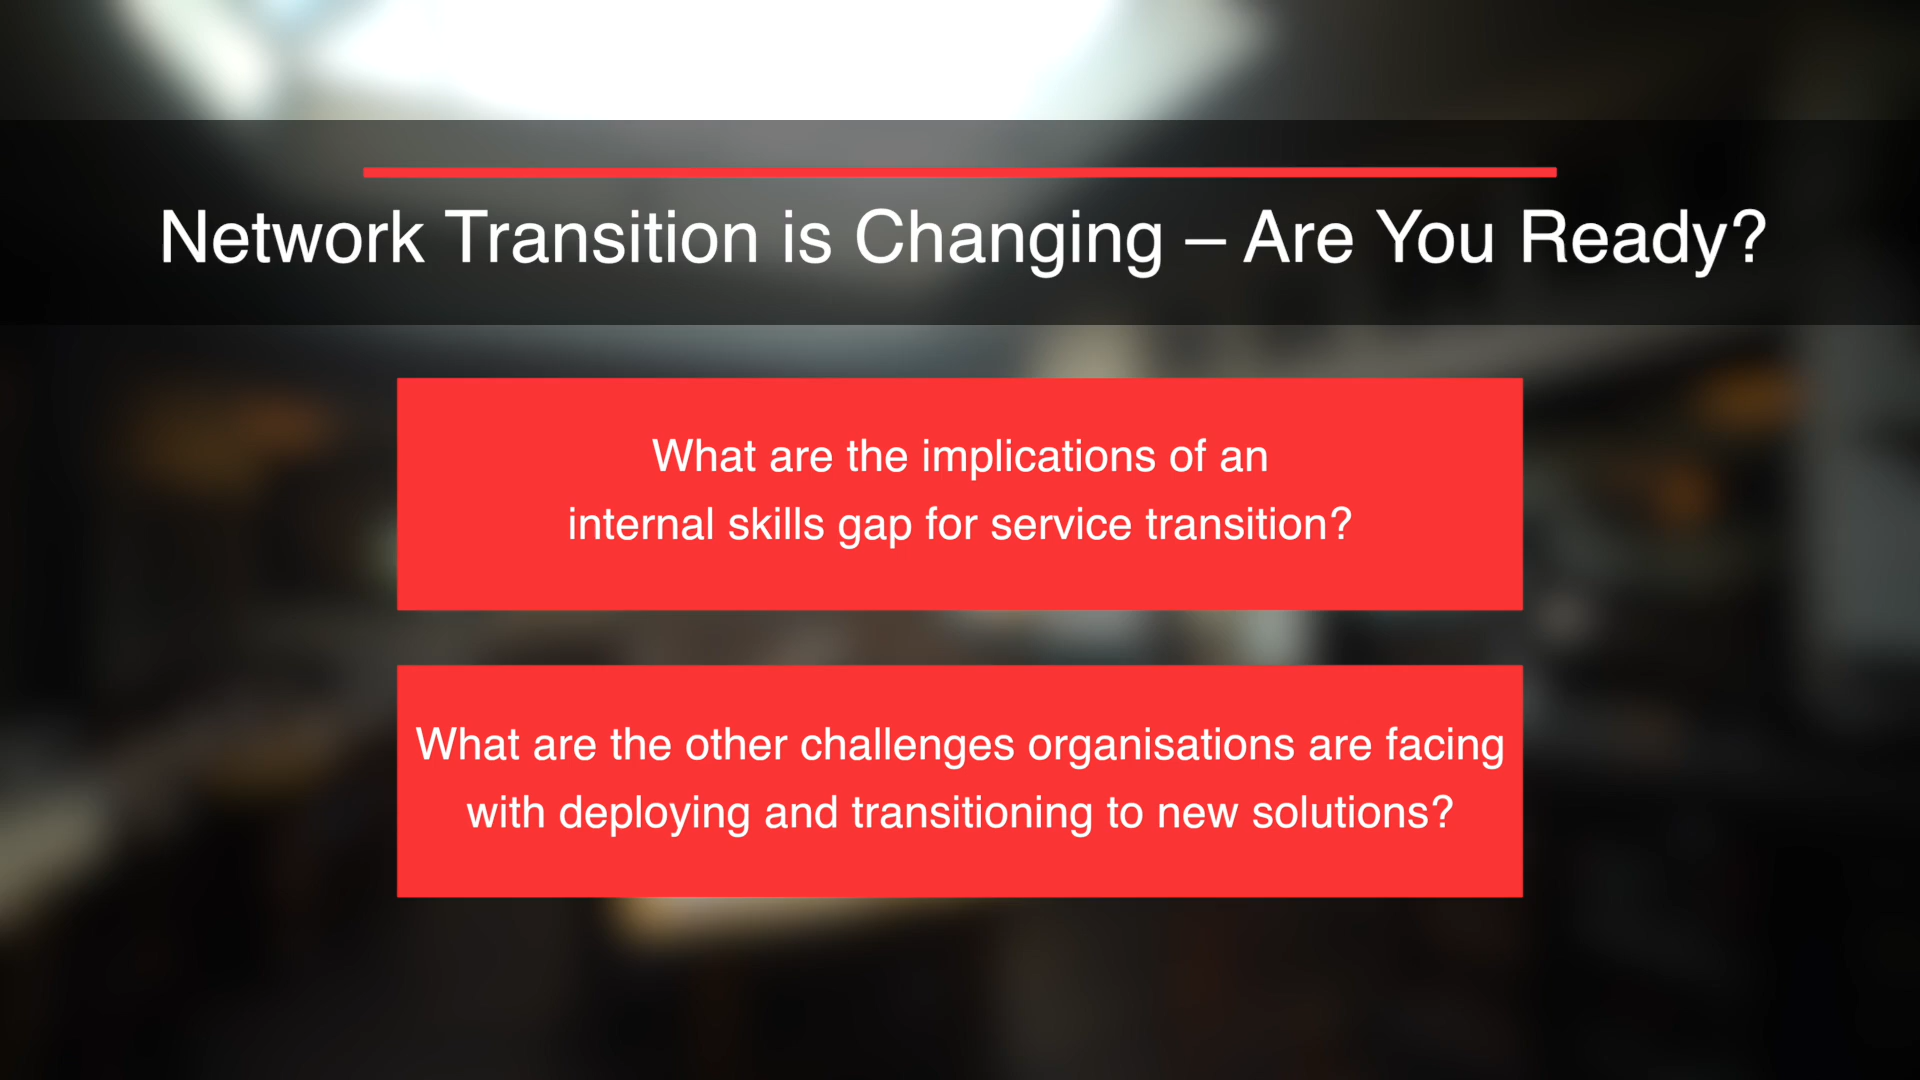 Network Transition is Changing – Are You Ready?
What are the implications of an
internal skills gap for service transition?
What are the other challenges organisations are facing
with deploying and transitioning to new solutions?